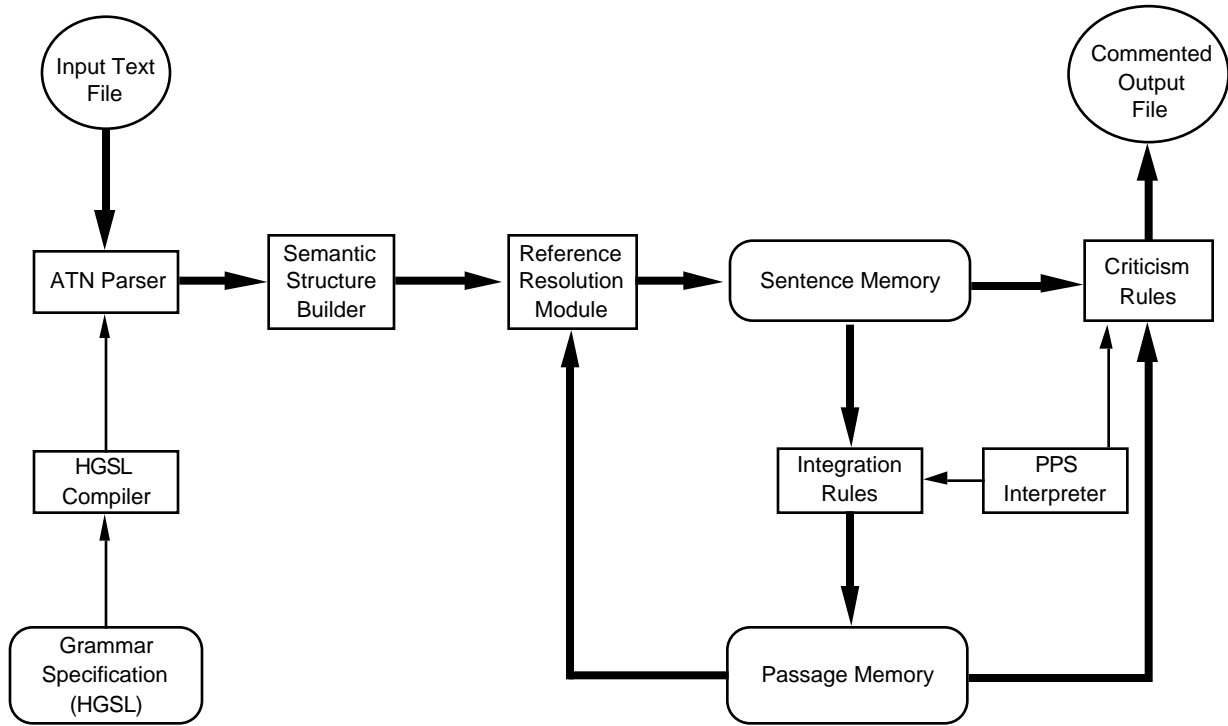 Input Text
File
Commented
Output
File
ATN Parser
Semantic
Structure
Builder
Reference
Resolution
Module
Sentence Memory
Criticism
Rules
HGSL
Compiler
Integration
Rules
PPS
Interpreter
Grammar
Specification
(HGSL)
Passage Memory